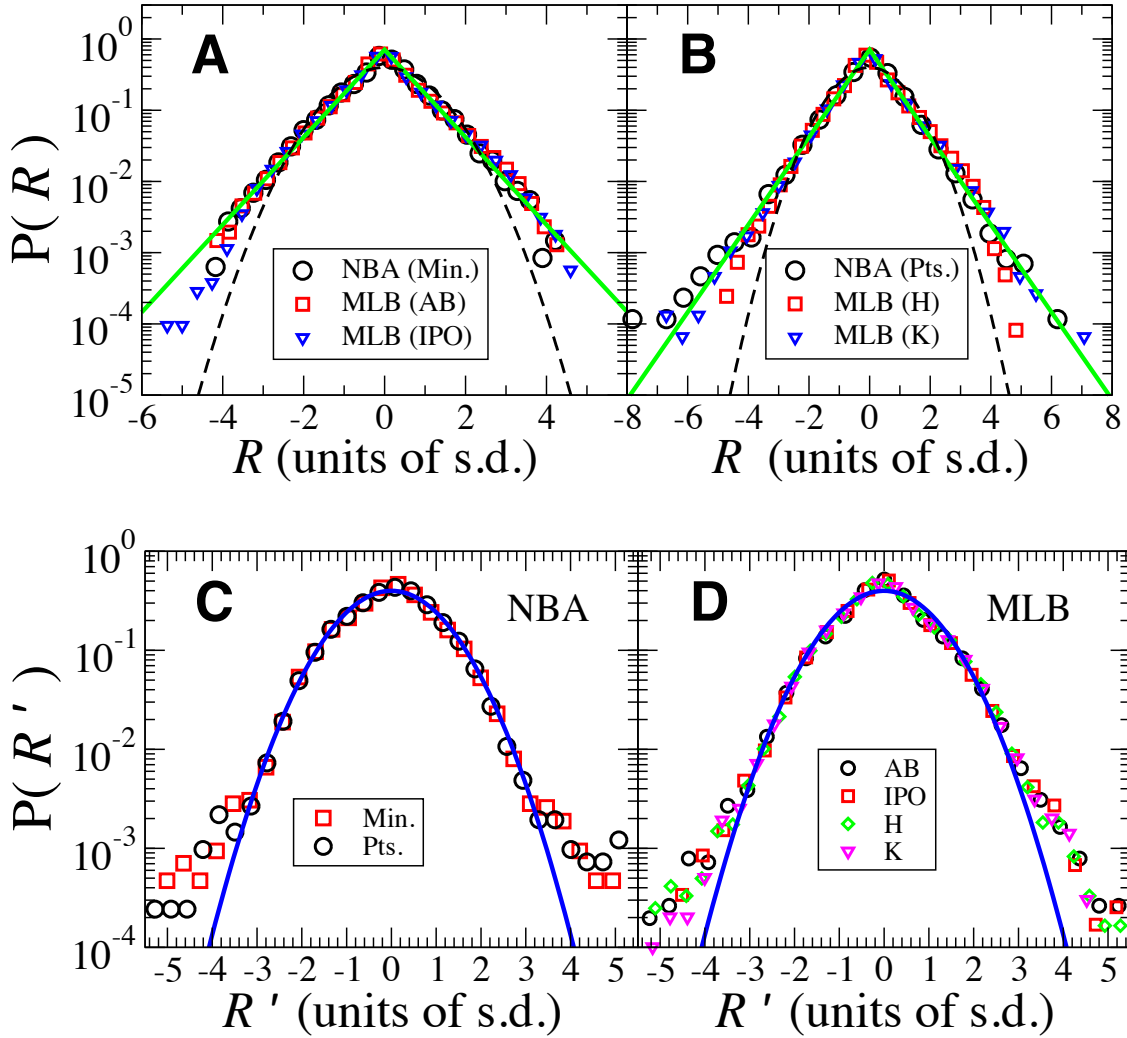 A
B
P( R )
10^0
10^-1
10^-2
10^-3
10^-4
10^-5
NBA (Min.)
MLB (AB)
MLB (IPO)
NBA (Pts.)
MLB (H)
MLB (K)
-6 -4 -2 0 2 4 -8 -6 -4 -2 0 2 4 6 8
R (units of s.d.)
R (units of s.d.)
C
NBA
D
MLB
P( R ' )
10^0
10^-1
10^-2
10^-3
10^-4
Min.
Pts.
AB
IPO
H
K
-5 -4 -3 -2 -1 0 1 2 3 4 5 -5 -4 -3 -2 -1 0 1 2 3 4 5
R ' (units of s.d.)
R ' (units of s.d.)